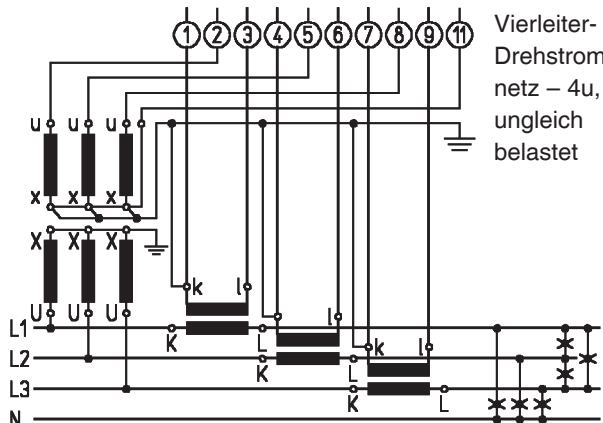 1 2 3 4 5 6 7 8 9 11
Vierleiter-
Drehstrom
netz – 4u,
ungleich
belastet
u u u
x x x
X X X
U U U
k l
l
k l
L1
K L
L2
K L
L3
K L
N